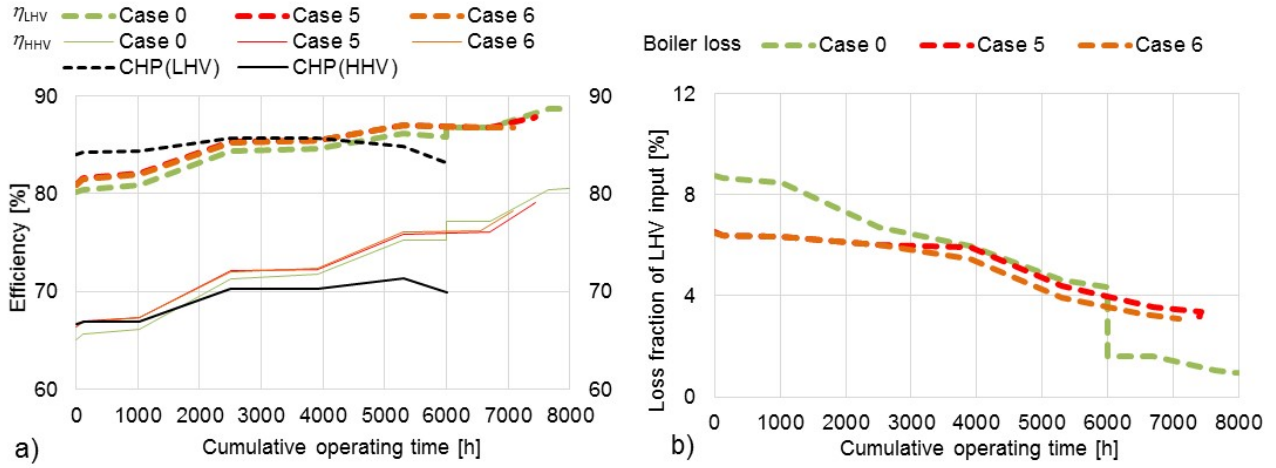 ηLHV Case 0 Case 5 Case 6
ηHHV Case 0 Case 5 Case 6
CHP(LHV) CHP(HHV)
90
80
70
60
Efficiency [%]
90
80
70
60
0 1000 2000 3000 4000 5000 6000 7000 8000
Cumulative operating time [h]
a)
Boiler loss Case 0 Case 5 Case 6
12
8
4
0
Loss fraction of LHV input [%]
0 1000 2000 3000 4000 5000 6000 7000 8000
Cumulative operating time [h]
b)